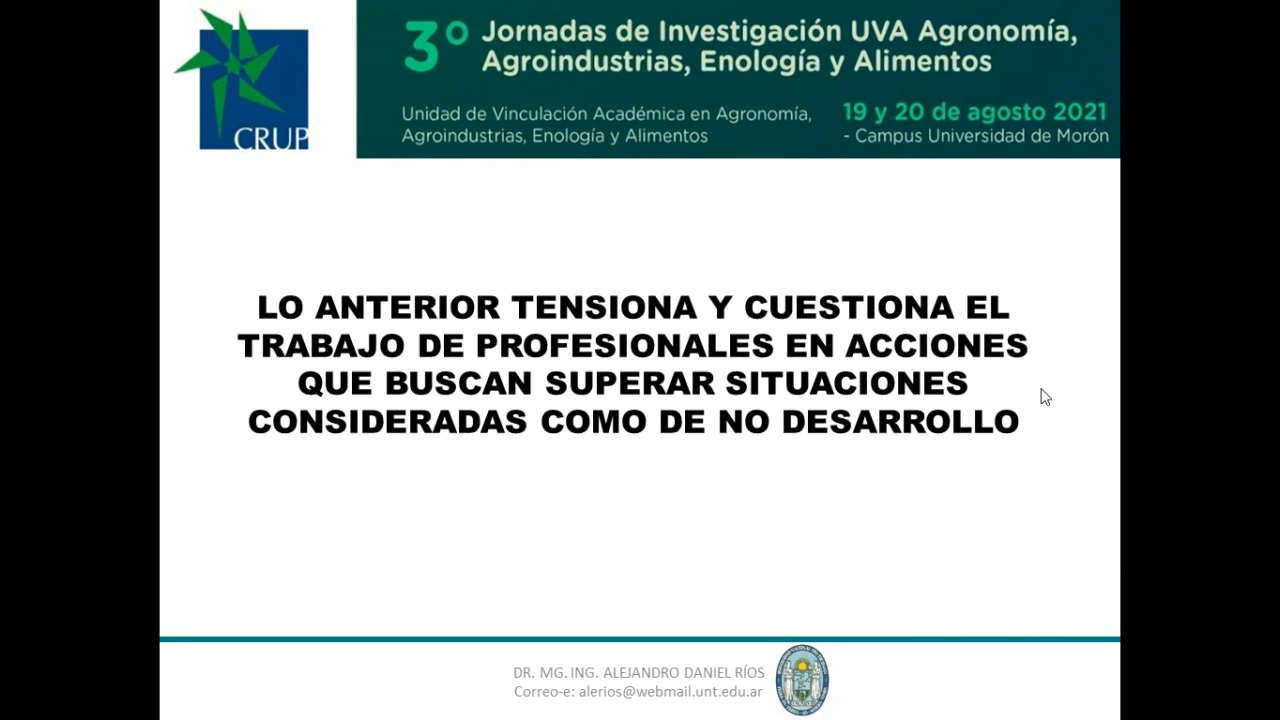 CRUP
3° Jornadas de Investigación UVA Agronomía,
Agroindustrias, Enología y Alimentos
Unidad de Vinculación Académica en Agronomía,
Agroindustrias, Enología y Alimentos
19 y 20 de agosto 2021
- Campus Universidad de Morón
LO ANTERIOR TENSIONA Y CUESTIONA EL
TRABAJO DE PROFESIONALES EN ACCIONES
QUE BUSCAN SUPERAR SITUACIONES
CONSIDERADAS COMO DE NO DESARROLLO
DR. MG. ING. ALEJANDRO DANIEL RÍOS
Correo-e: alerios@webmail.unt.edu.ar